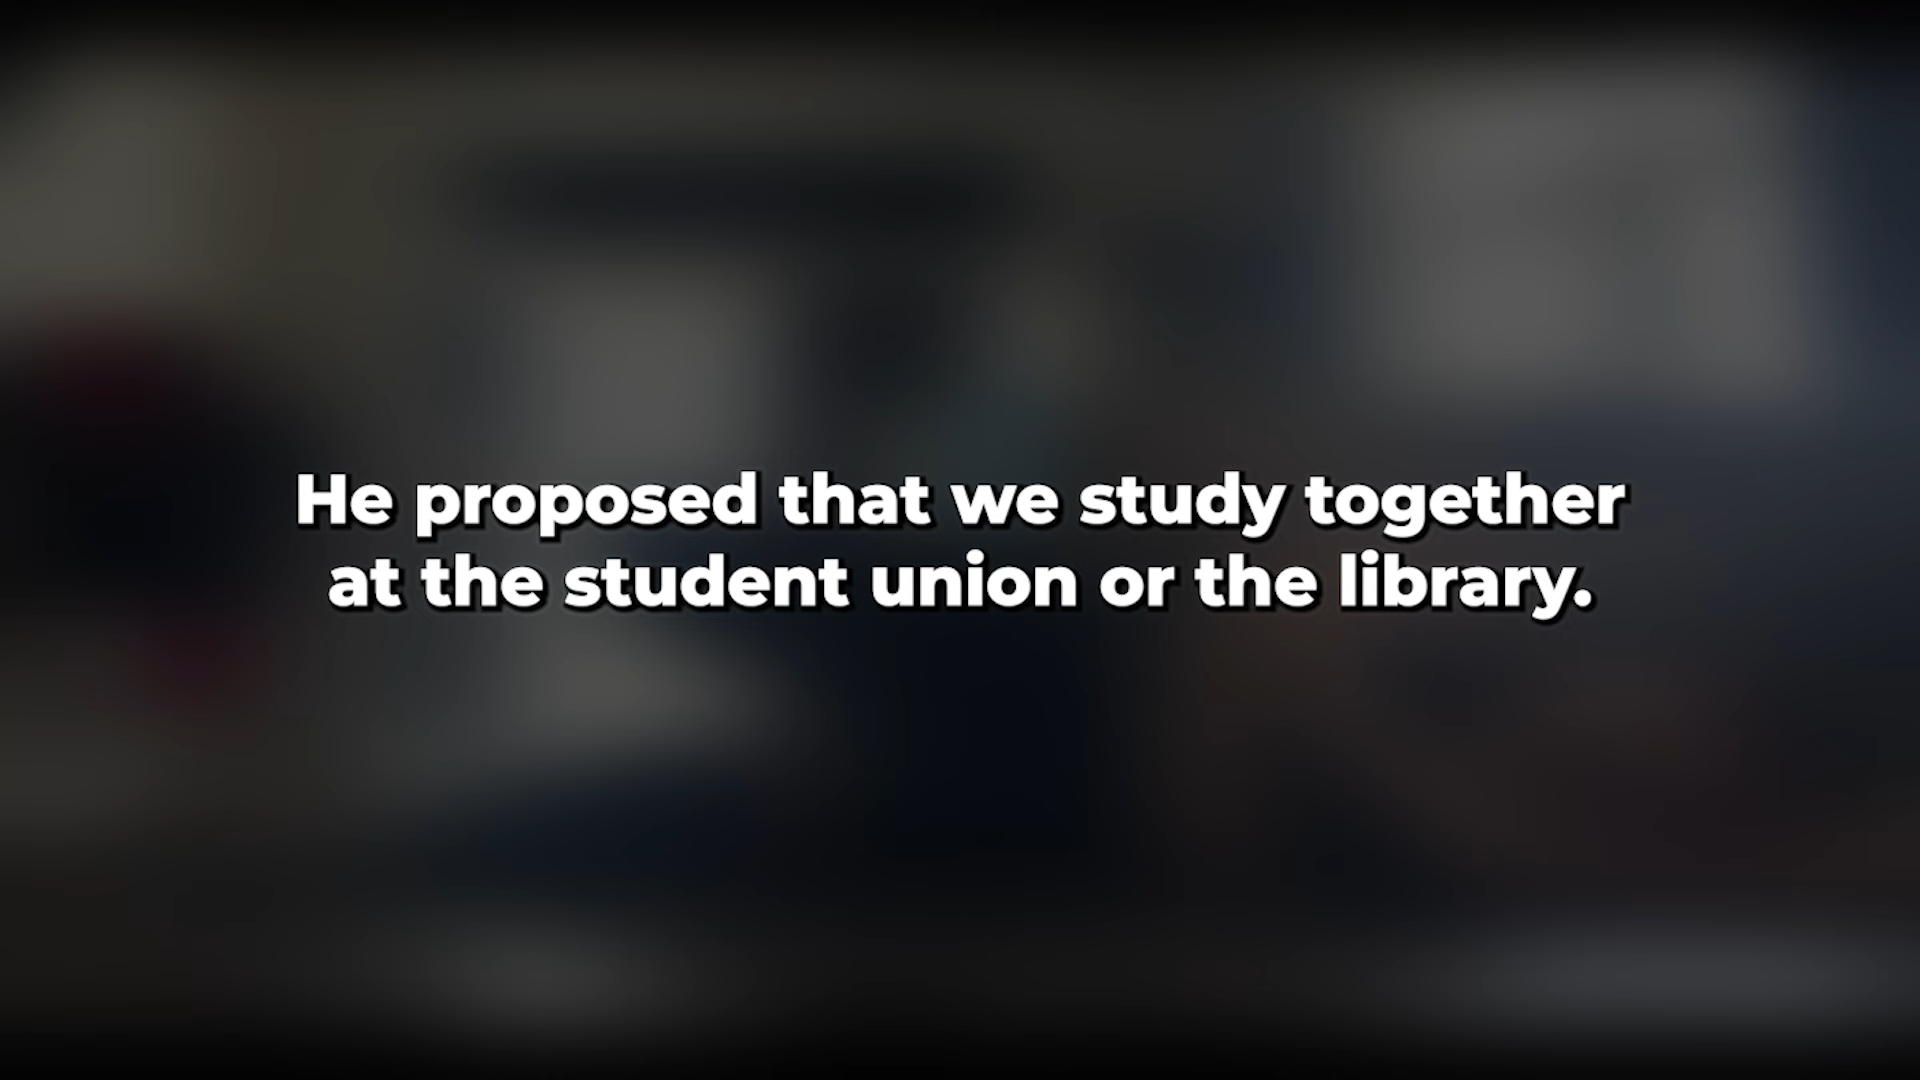 He proposed that we study together
at the student union or the library.